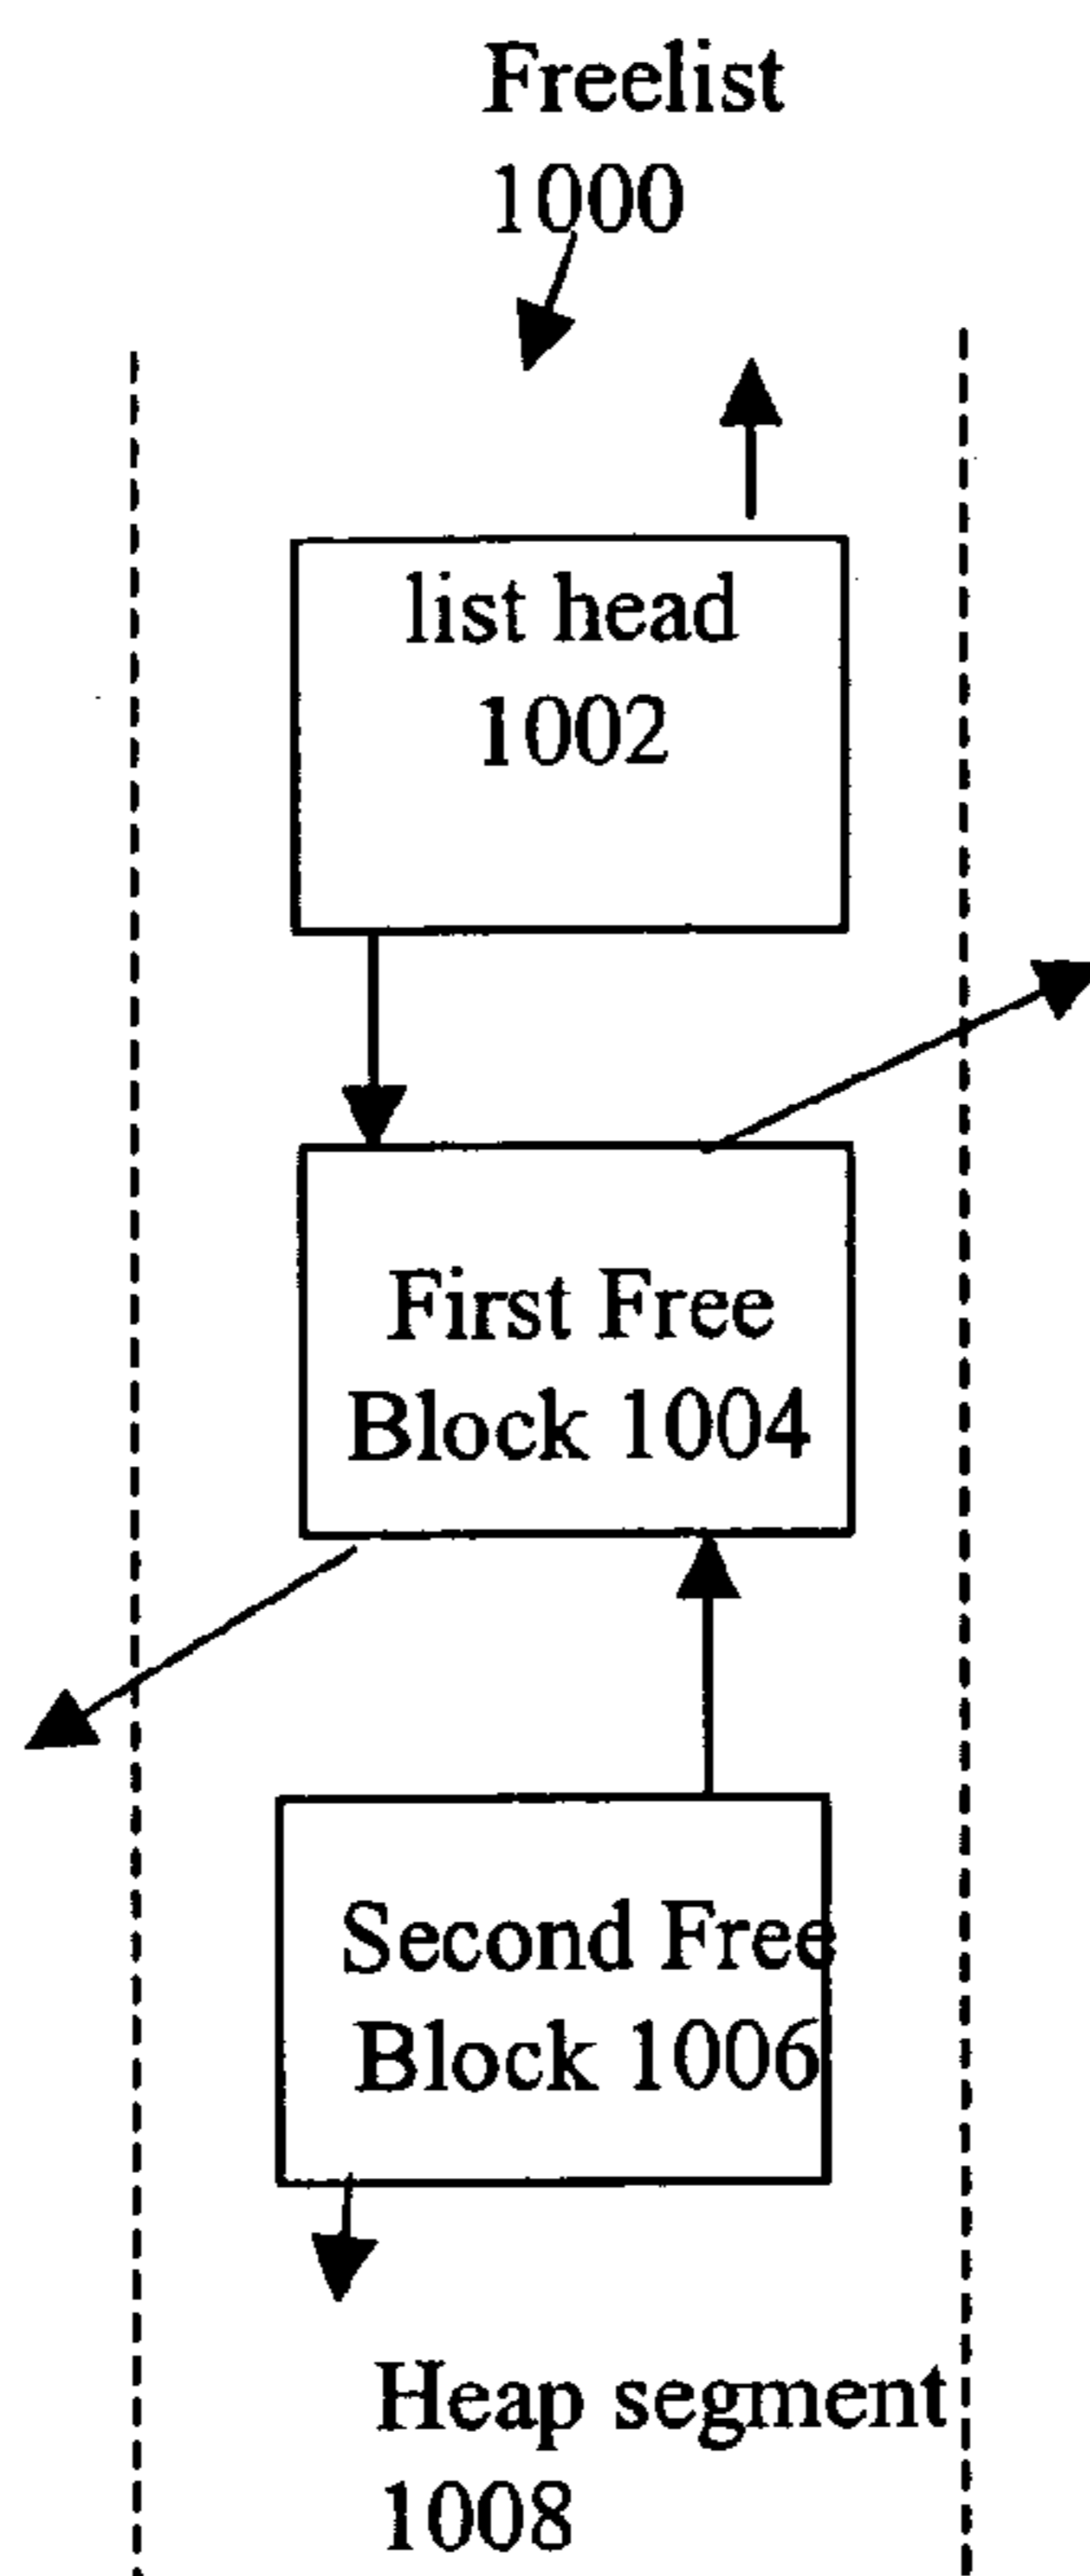 Freelist
1000
list head
1002
First Free
Block 1004
Second Free
Block 1006
Heap segment
1008